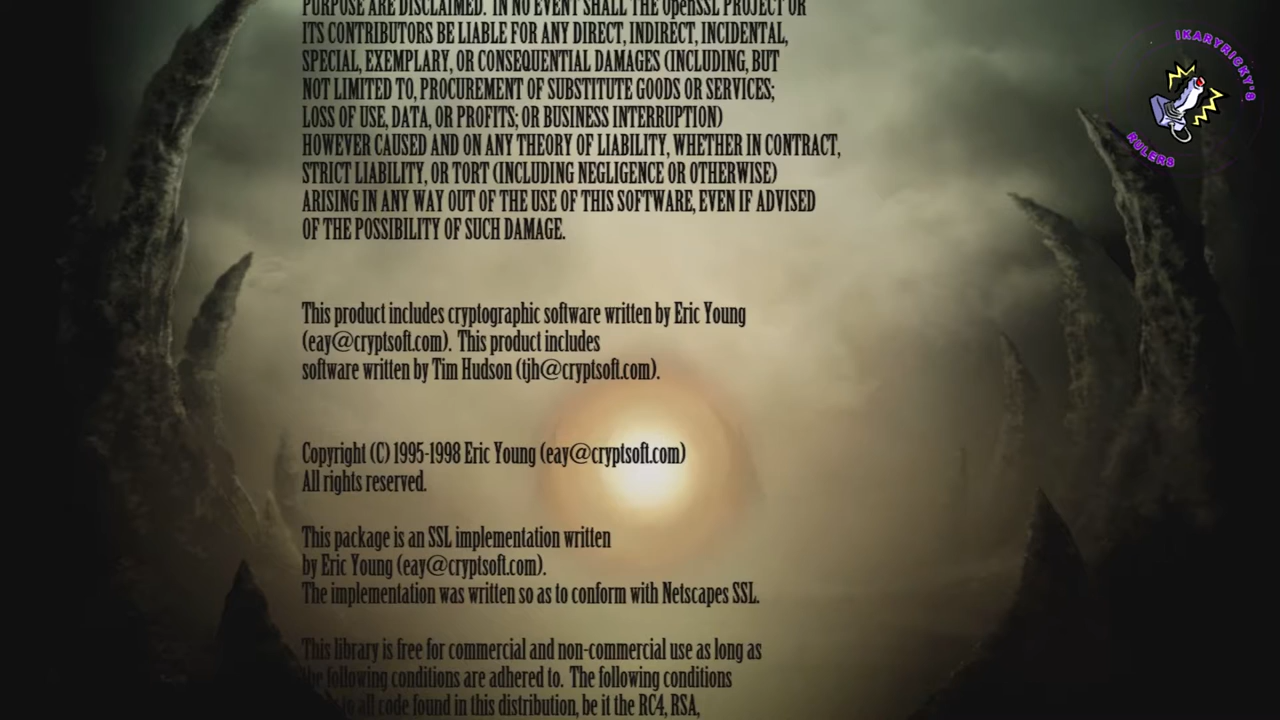 PURPOSE ARE DISCLAIMED. IN NO EVENT SHALL THE OpenSSL PROJECT OR
ITS CONTRIBUTORS BE LIABLE FOR ANY DIRECT, INDIRECT, INCIDENTAL,
SPECIAL, EXEMPLARY, OR CONSEQUENTIAL DAMAGES (INCLUDING, BUT
NOT LIMITED TO, PROCUREMENT OF SUBSTITUTE GOODS OR SERVICES;
LOSS OF USE, DATA, OR PROFITS; OR BUSINESS INTERRUPTION)
HOWEVER CAUSED AND ON ANY THEORY OF LIABILITY, WHETHER IN CONTRACT,
STRICT LIABILITY, OR TORT (INCLUDING NEGLIGENCE OR OTHERWISE)
ARISING IN ANY WAY OUT OF THE USE OF THIS SOFTWARE, EVEN IF ADVISED
OF THE POSSIBILITY OF SUCH DAMAGE.
This product includes cryptographic software written by Eric Young
(eay@cryptsoft.com). This product includes
software written by Tim Hudson (tjh@cryptsoft.com).
Copyright (C) 1995-1998 Eric Young (eay@cryptsoft.com)
All rights reserved.
This package is an SSL implementation written
by Eric Young (eay@cryptsoft.com).
The implementation was written so as to conform with Netscapes SSL.
This library is free for commercial and non-commercial use as long as
the following conditions are adhered to. The following conditions
to all code found in this distribution, be it the RC4, RSA,
IKARYRICKY'S
RULERS